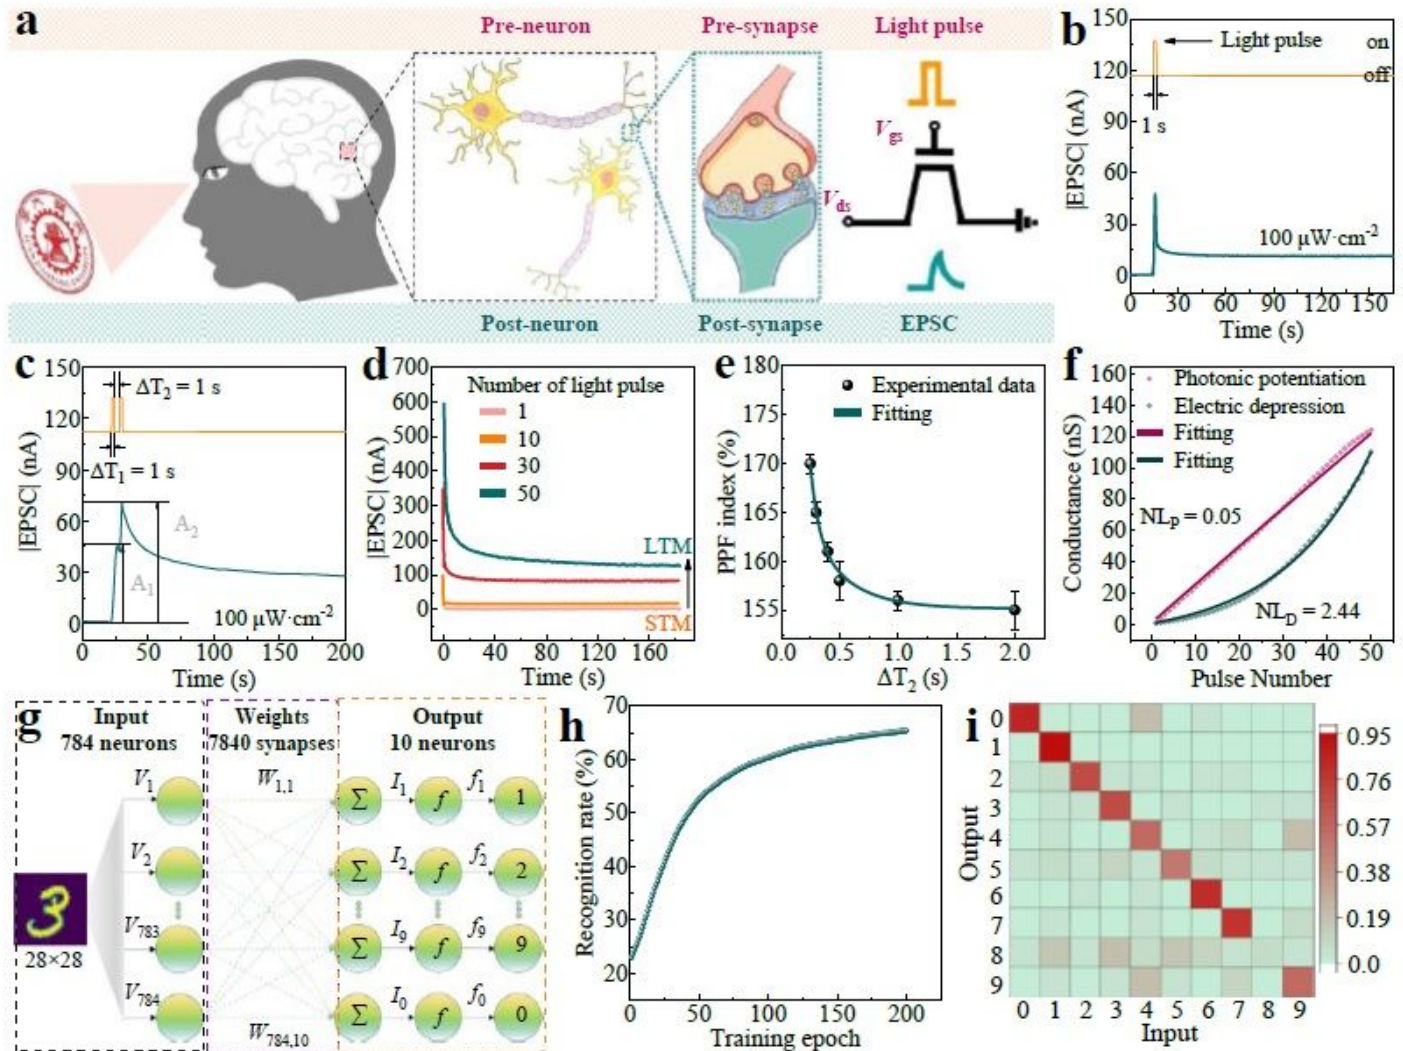 a
Pre-neuron
Pre-synapse
Light pulse
V_gs
V_ds
Post-neuron
Post-synapse
EPSC
b
150
120
90
60
30
0
|EPSC| (nA)
Light pulse
on
off
1 s
100 μW·cm⁻²
0 30 60 90 120 150
Time (s)
c
150
120
90
60
30
0
|EPSC| (nA)
ΔT₂ = 1 s
ΔT₁ = 1 s
A₂
A₁
100 μW·cm⁻²
0 50 100 150 200
Time (s)
d
700
600
500
400
300
200
100
0
|EPSC| (nA)
Number of light pulse
1
10
30
50
LTM
STM
0 40 80 120 160
Time (s)
e
180
175
170
165
160
155
PPF index (%)
Experimental data
Fitting
0.0 0.5 1.0 1.5 2.0
ΔT₂ (s)
f
160
140
120
100
80
60
40
20
0
Conductance (nS)
Photonic potentiation
Electric depression
Fitting
Fitting
NL_P = 0.05
NL_D = 2.44
0 10 20 30 40 50
Pulse Number
g
Input
784 neurons
Weights
7840 synapses
Output
10 neurons
V₁
W₁,₁
Σ I₁ f f₁ 1
V₂
Σ I₂ f f₂ 2
V₇₈₃
Σ I₉ f f₉ 9
V₇₈₄
Σ I₀ f f₀ 0
W₇₈₄,₁₀
28×28
h
70
60
50
40
30
20
Recognition rate (%)
0 50 100 150 200
Training epoch
i
0
1
2
3
4
5
6
7
8
9
Output
0 1 2 3 4 5 6 7 8 9
Input
0.95
0.76
0.57
0.38
0.19
0.0